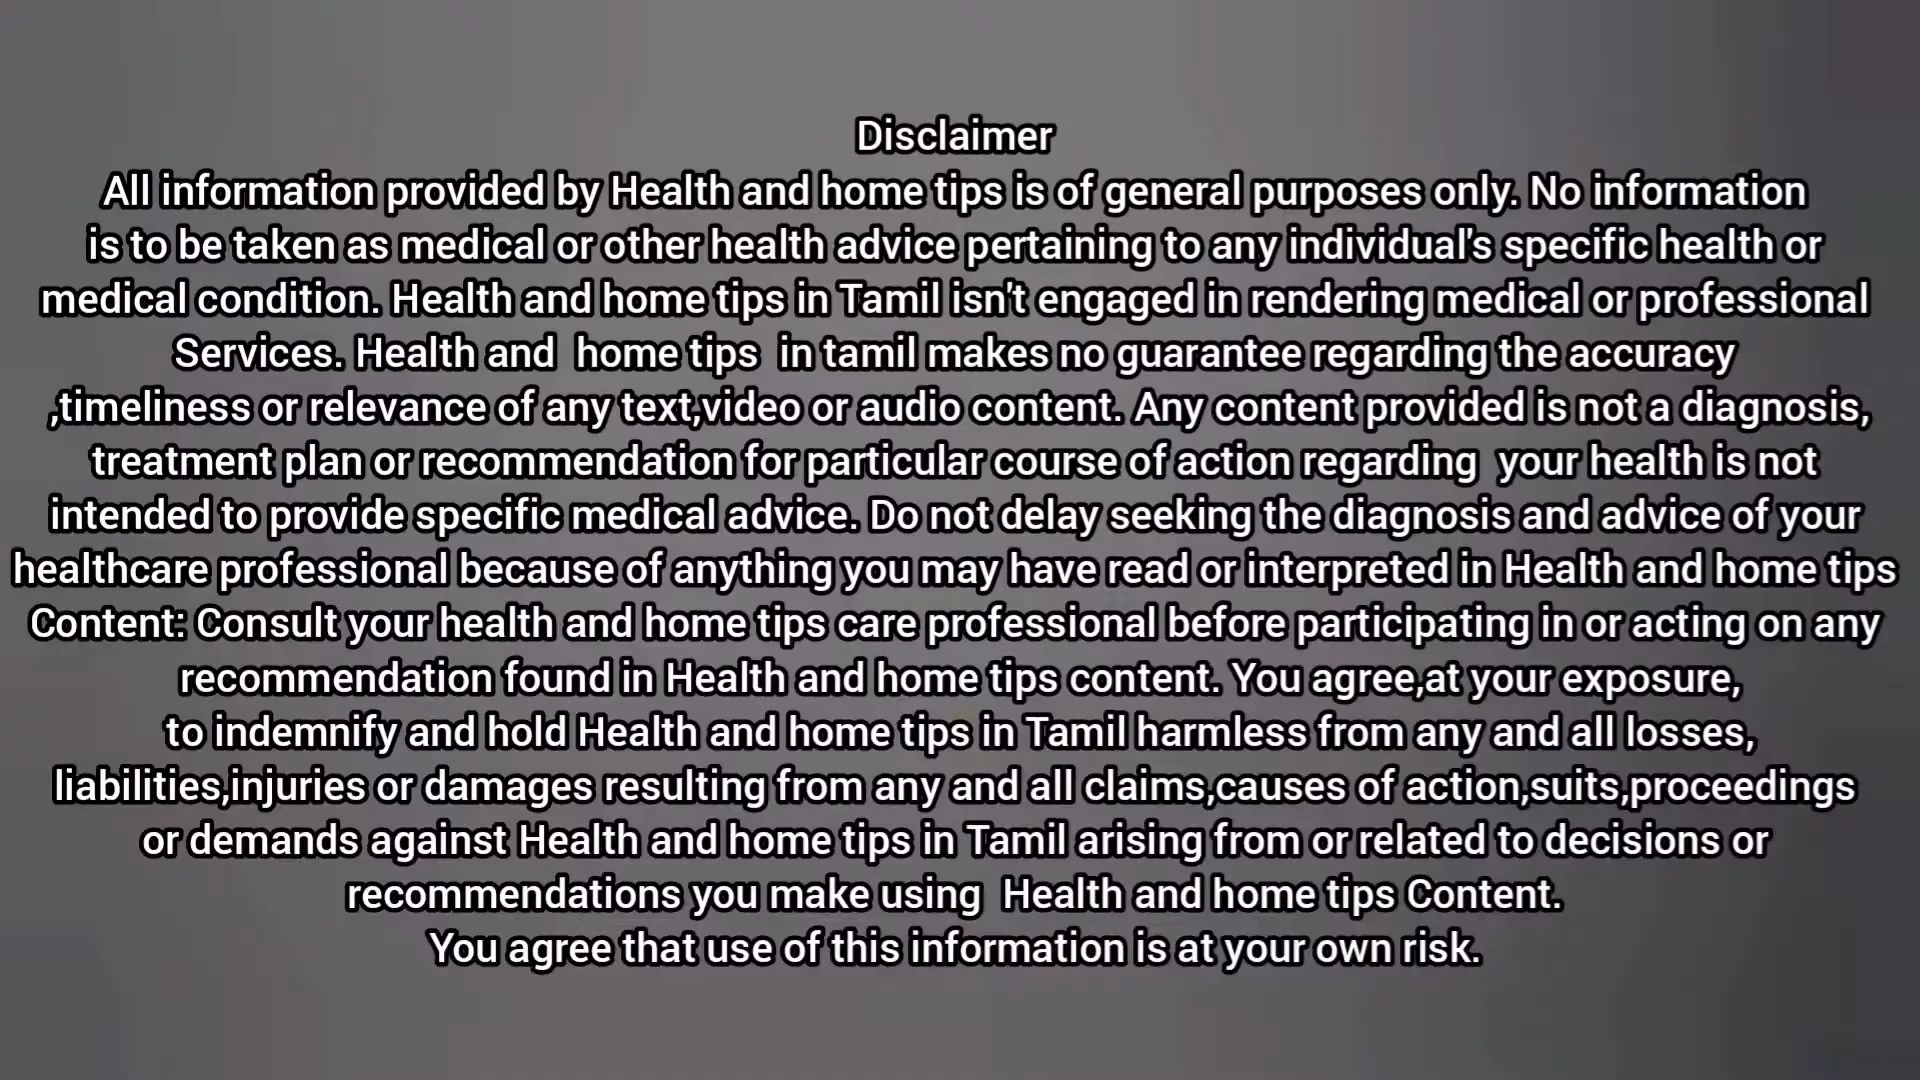 Disclaimer
All information provided by Health and home tips is of general purposes only. No information
is to be taken as medical or other health advice pertaining to any individual's specific health or
medical condition. Health and home tips in Tamil isn't engaged in rendering medical or professional
Services. Health and  home tips  in tamil makes no guarantee regarding the accuracy
,timeliness or relevance of any text,video or audio content. Any content provided is not a diagnosis,
treatment plan or recommendation for particular course of action regarding  your health is not
intended to provide specific medical advice. Do not delay seeking the diagnosis and advice of your
healthcare professional because of anything you may have read or interpreted in Health and home tips
Content: Consult your health and home tips care professional before participating in or acting on any
recommendation found in Health and home tips content. You agree,at your exposure,
to indemnify and hold Health and home tips in Tamil harmless from any and all losses,
liabilities,injuries or damages resulting from any and all claims,causes of action,suits,proceedings
or demands against Health and home tips in Tamil arising from or related to decisions or
recommendations you make using  Health and home tips Content.
You agree that use of this information is at your own risk.